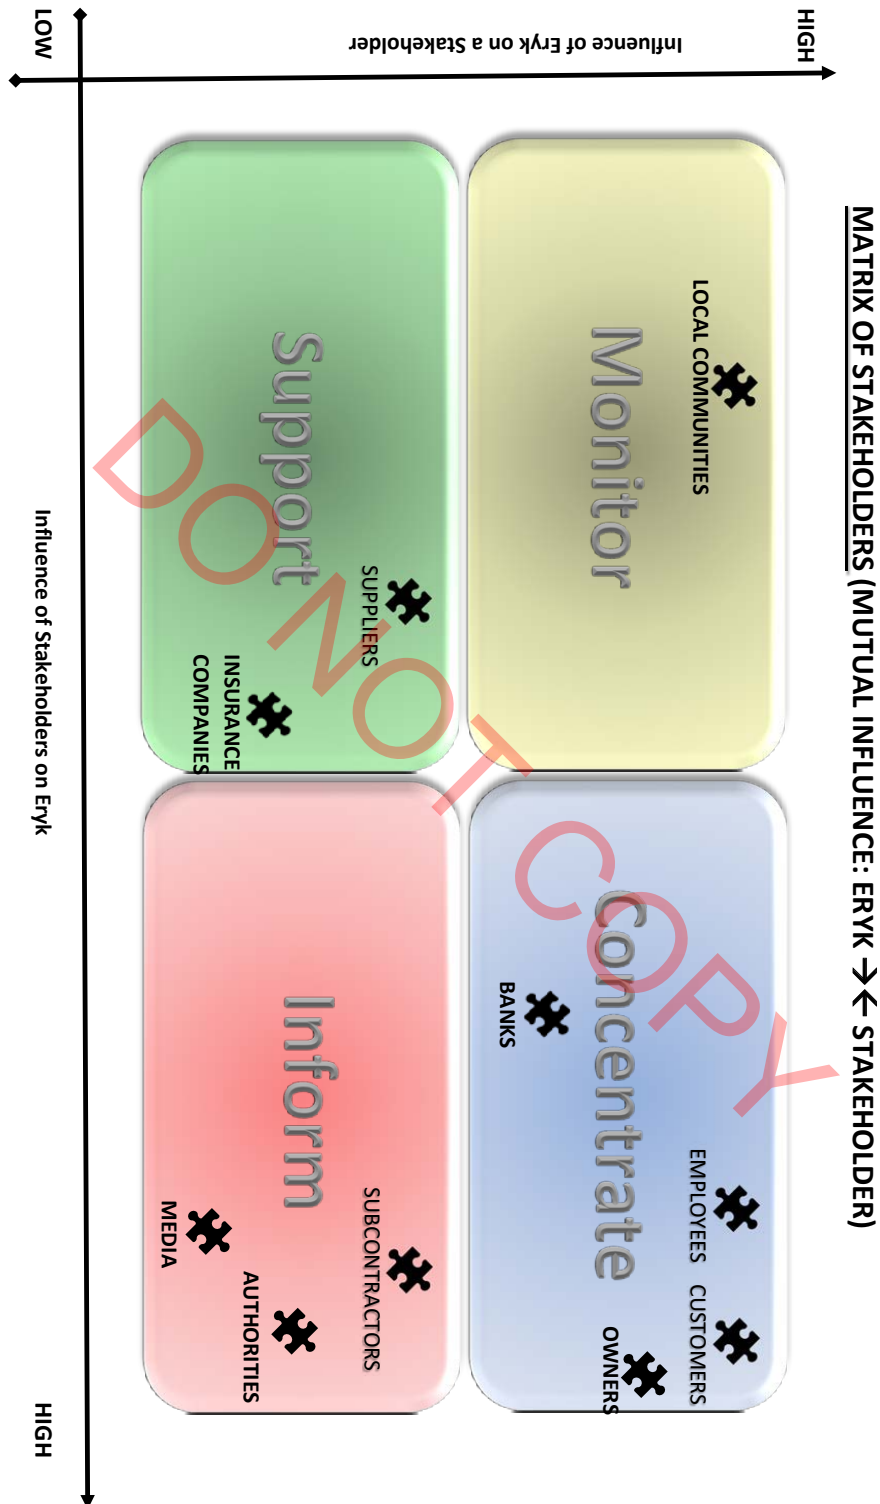 MATRIX OF STAKEHOLDERS (MUTUAL INFLUENCE: ERYK →← STAKEHOLDER)
HIGH
Influence of Eryk on a Stakeholder
LOW
Monitor
LOCAL COMMUNITIES
Concentrate
EMPLOYEES
CUSTOMERS
OWNERS
BANKS
Support
SUPPLIERS
INSURANCE
COMPANIES
Inform
SUBCONTRACTORS
AUTHORITIES
MEDIA
Influence of Stakeholders on Eryk
HIGH
DO NOT COPY